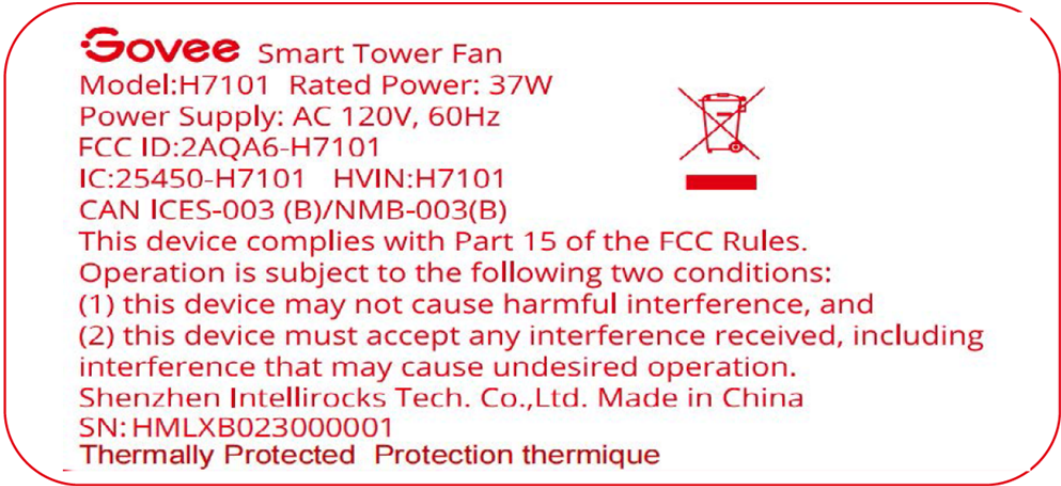 Govee Smart Tower Fan
Model:H7101 Rated Power: 37W
Power Supply: AC 120V, 60Hz
FCC ID:2AQA6-H7101
IC:25450-H7101 HVIN:H7101
CAN ICES-003 (B)/NMB-003(B)
This device complies with Part 15 of the FCC Rules.
Operation is subject to the following two conditions:
(1) this device may not cause harmful interference, and
(2) this device must accept any interference received, including
interference that may cause undesired operation.
Shenzhen Intellirocks Tech. Co.,Ltd. Made in China
SN:HMLXB023000001
Thermally Protected Protection thermique